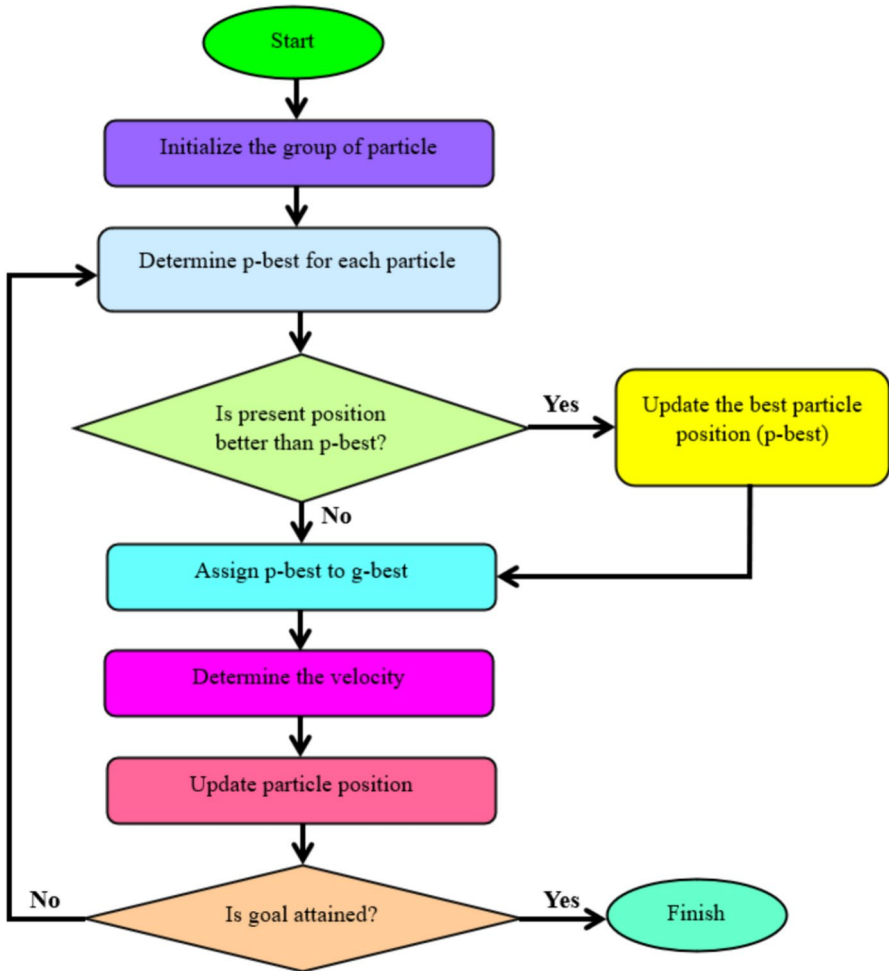 Start
Initialize the group of particle
Determine p-best for each particle
Is present position
better than p-best?
Yes
Update the best particle
position (p-best)
No
Assign p-best to g-best
Determine the velocity
Update particle position
No
Is goal attained?
Yes
Finish